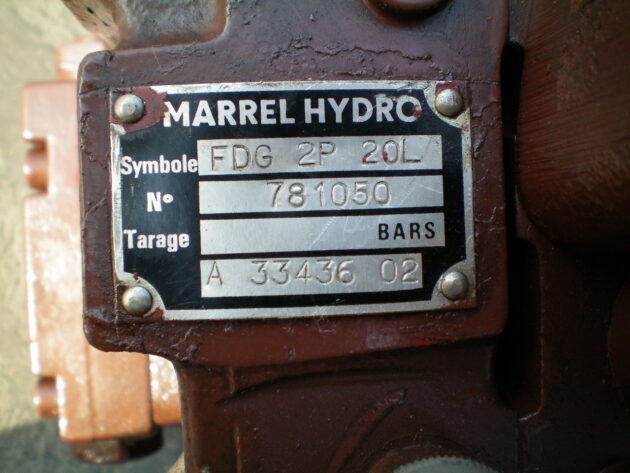 MARREL HYDRO
Symbole FDG 2P 20L
N° 781050
Tarage BARS
A 33436 02